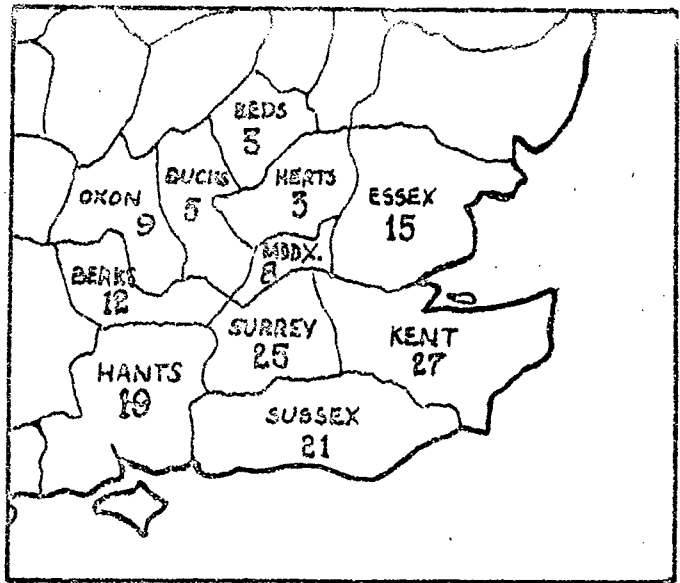 BEDS
5
OXON
9
BUCKS
5
HERTS
3
ESSEX
15
MDDX.
8
BERKS
12
SURREY
25
KENT
27
HANTS
19
SUSSEX
21